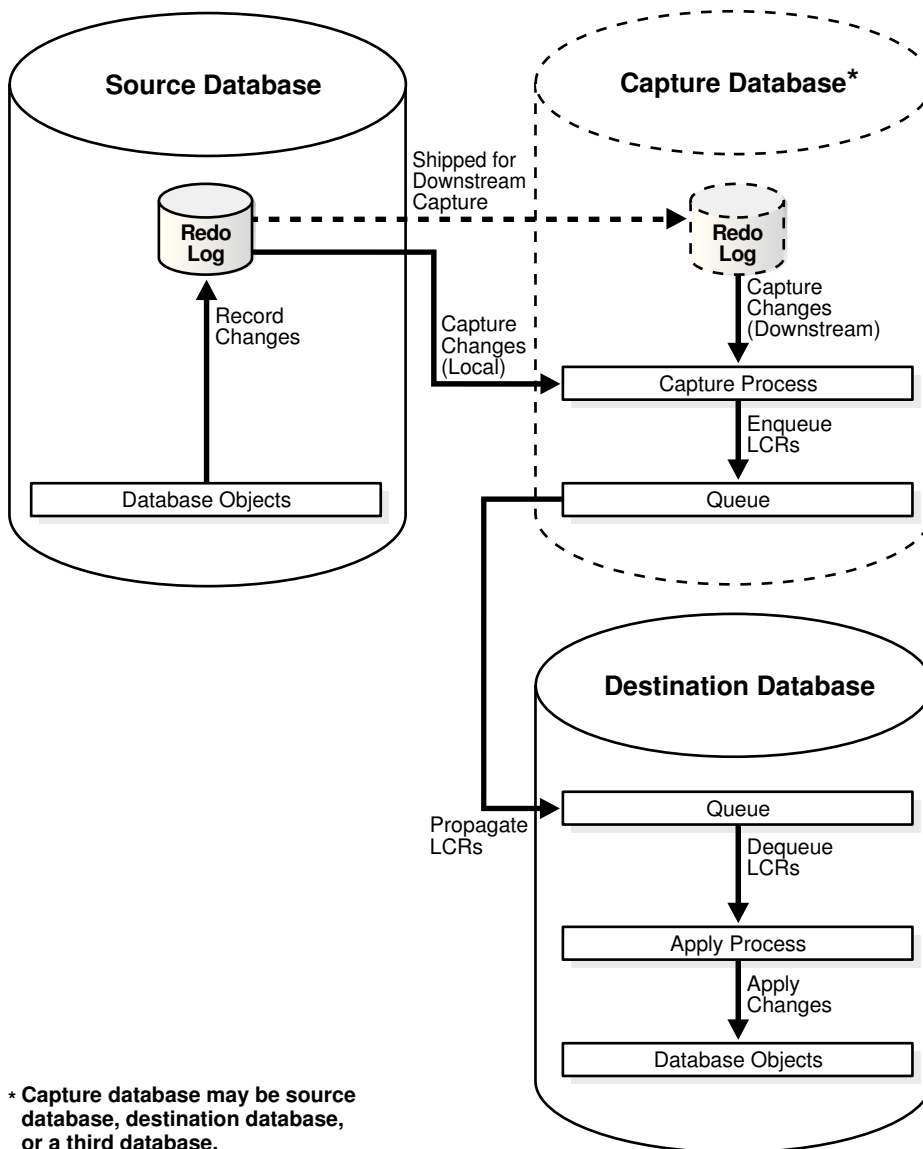 Source Database
Capture Database*
Shipped for
Downstream
Capture
Redo
Log
Redo
Log
Record
Changes
Capture
Changes
(Local)
Capture
Changes
(Downstream)
Capture Process
Enqueue
LCRs
Database Objects
Queue
Destination Database
Propagate
LCRs
Queue
Dequeue
LCRs
Apply Process
Apply
Changes
Database Objects
* Capture database may be source
database, destination database,
or a third database.